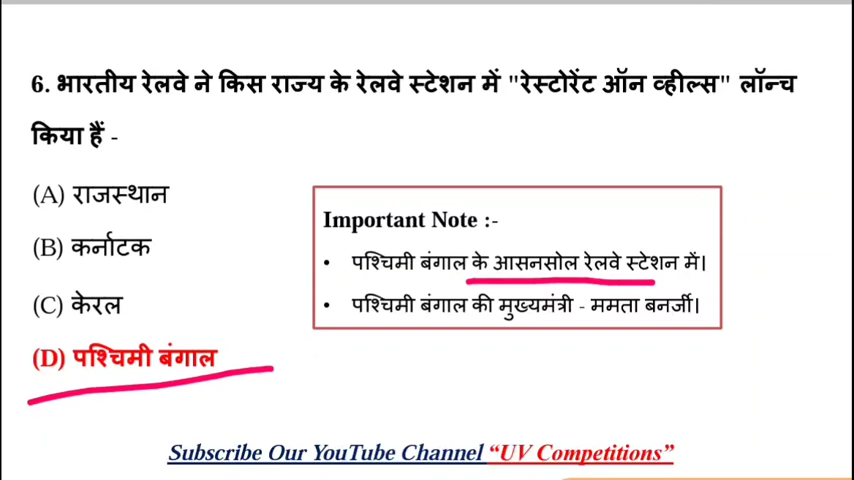 6. भारतीय रेलवे ने किस राज्य के रेलवे स्टेशन में "रेस्टोरेंट ऑन व्हील्स" लॉन्च
किया हैं -
(A) राजस्थान
(B) कर्नाटक
(C) केरल
(D) पश्चिमी बंगाल
Important Note :-
• पश्चिमी बंगाल के आसनसोल रेलवे स्टेशन में।
• पश्चिमी बंगाल की मुख्यमंत्री - ममता बनर्जी।
Subscribe Our YouTube Channel “UV Competitions”